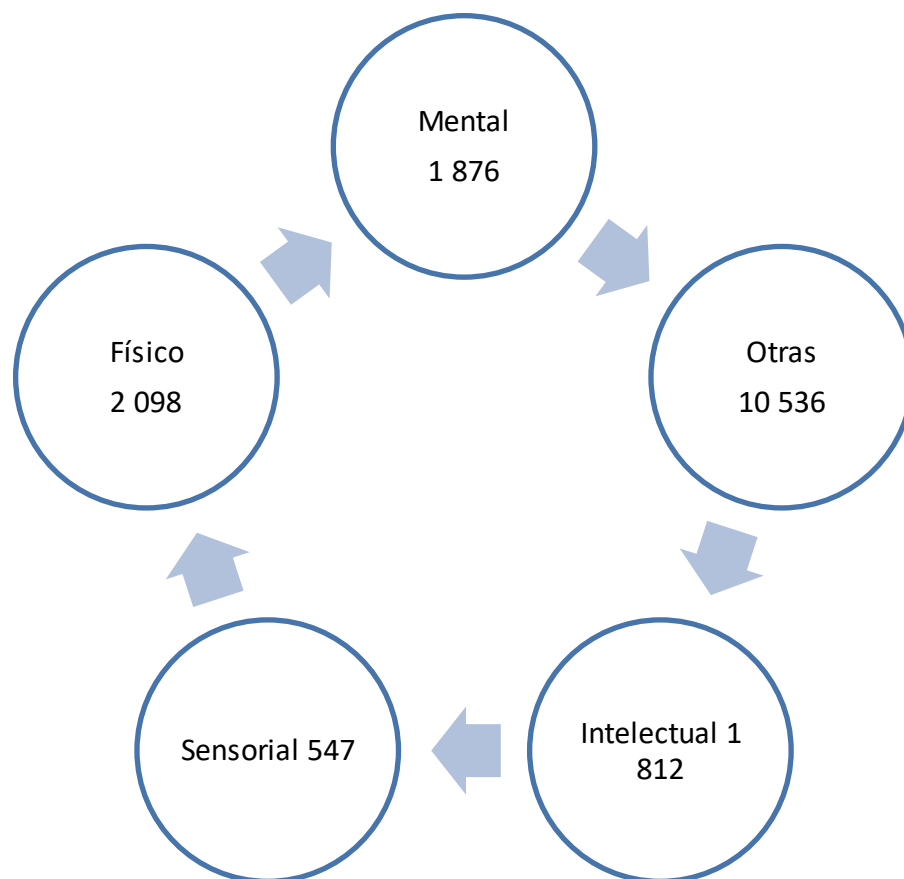 Mental
1 876
Otras
10 536
Intelectual 1
812
Sensorial 547
Físico
2 098